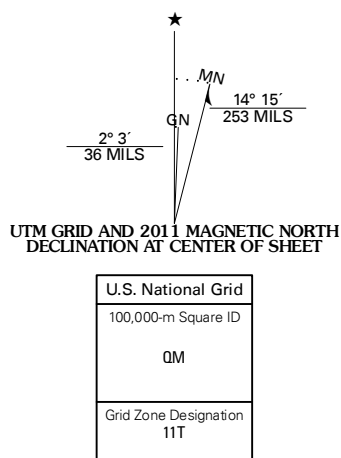 MN
GN
14° 15´
253 MILS
2° 3´
36 MILS
UTM GRID AND 2011 MAGNETIC NORTH
DECLINATION AT CENTER OF SHEET
U.S. National Grid
100,000-m Square ID
QM
Grid Zone Designation
11T